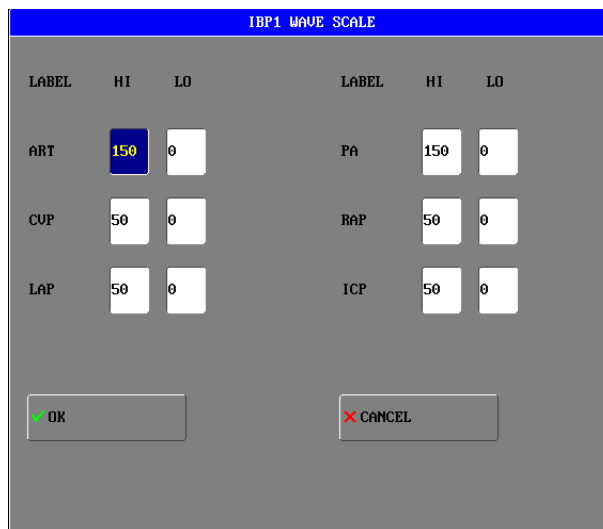 IBP1 WAVE SCALE
LABEL HI LO LABEL HI LO
ART 150 0 PA 150 0
CVP 50 0 RAP 50 0
LAP 50 0 ICP 50 0
OK CANCEL